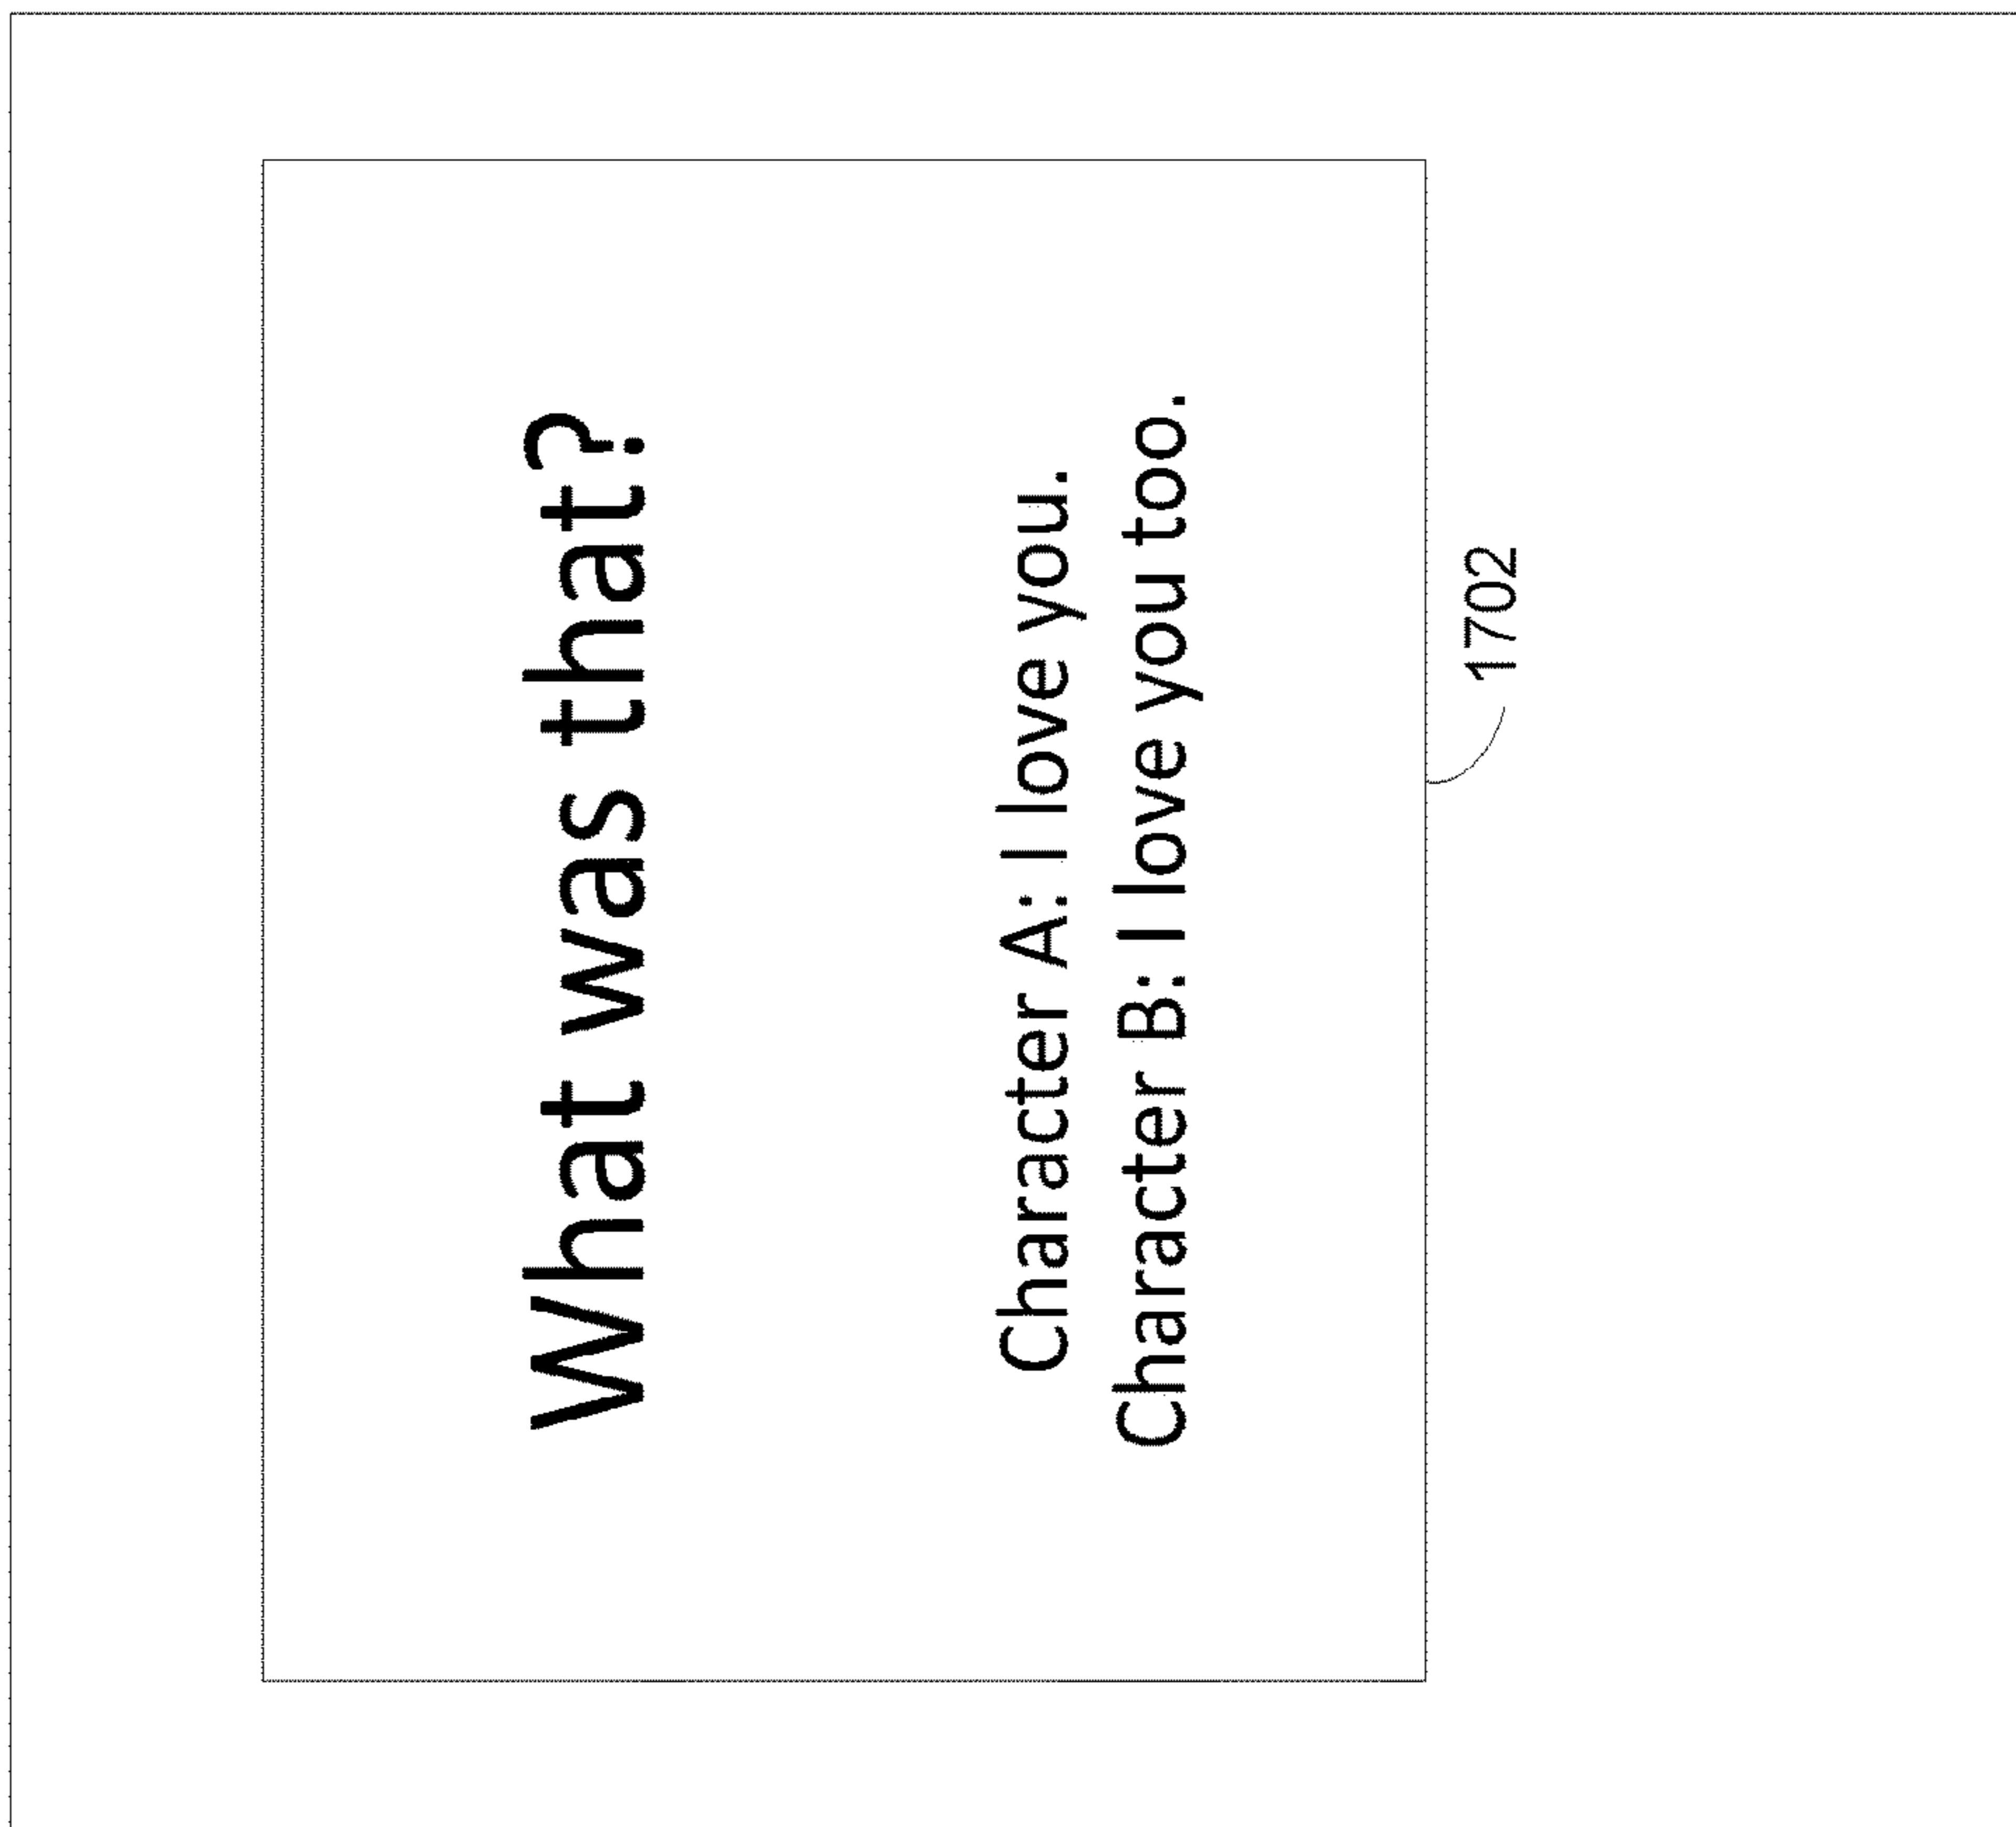 What was that?
Character A: I love you.
Character B: I love you too.
1702